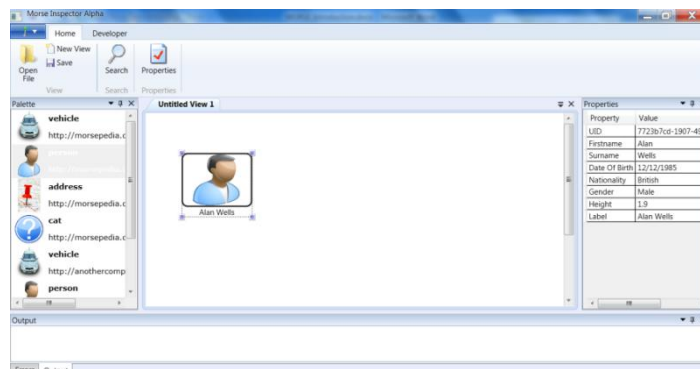 Morse Inspector Alpha
Home Developer
Open File
New View
Save
Search
Properties
View Search Properties
Palette
vehicle
http://morsepedia.c
address
http://morsepedia.c
cat
http://morsepedia.c
vehicle
http://anothercomp
person
Untitled View 1
Alan Wells
Properties
Property Value
UID 7723b7cd-1907-49
Firstname Alan
Surname Wells
Date Of Birth 12/12/1985
Nationality British
Gender Male
Height 1.9
Label Alan Wells
Output